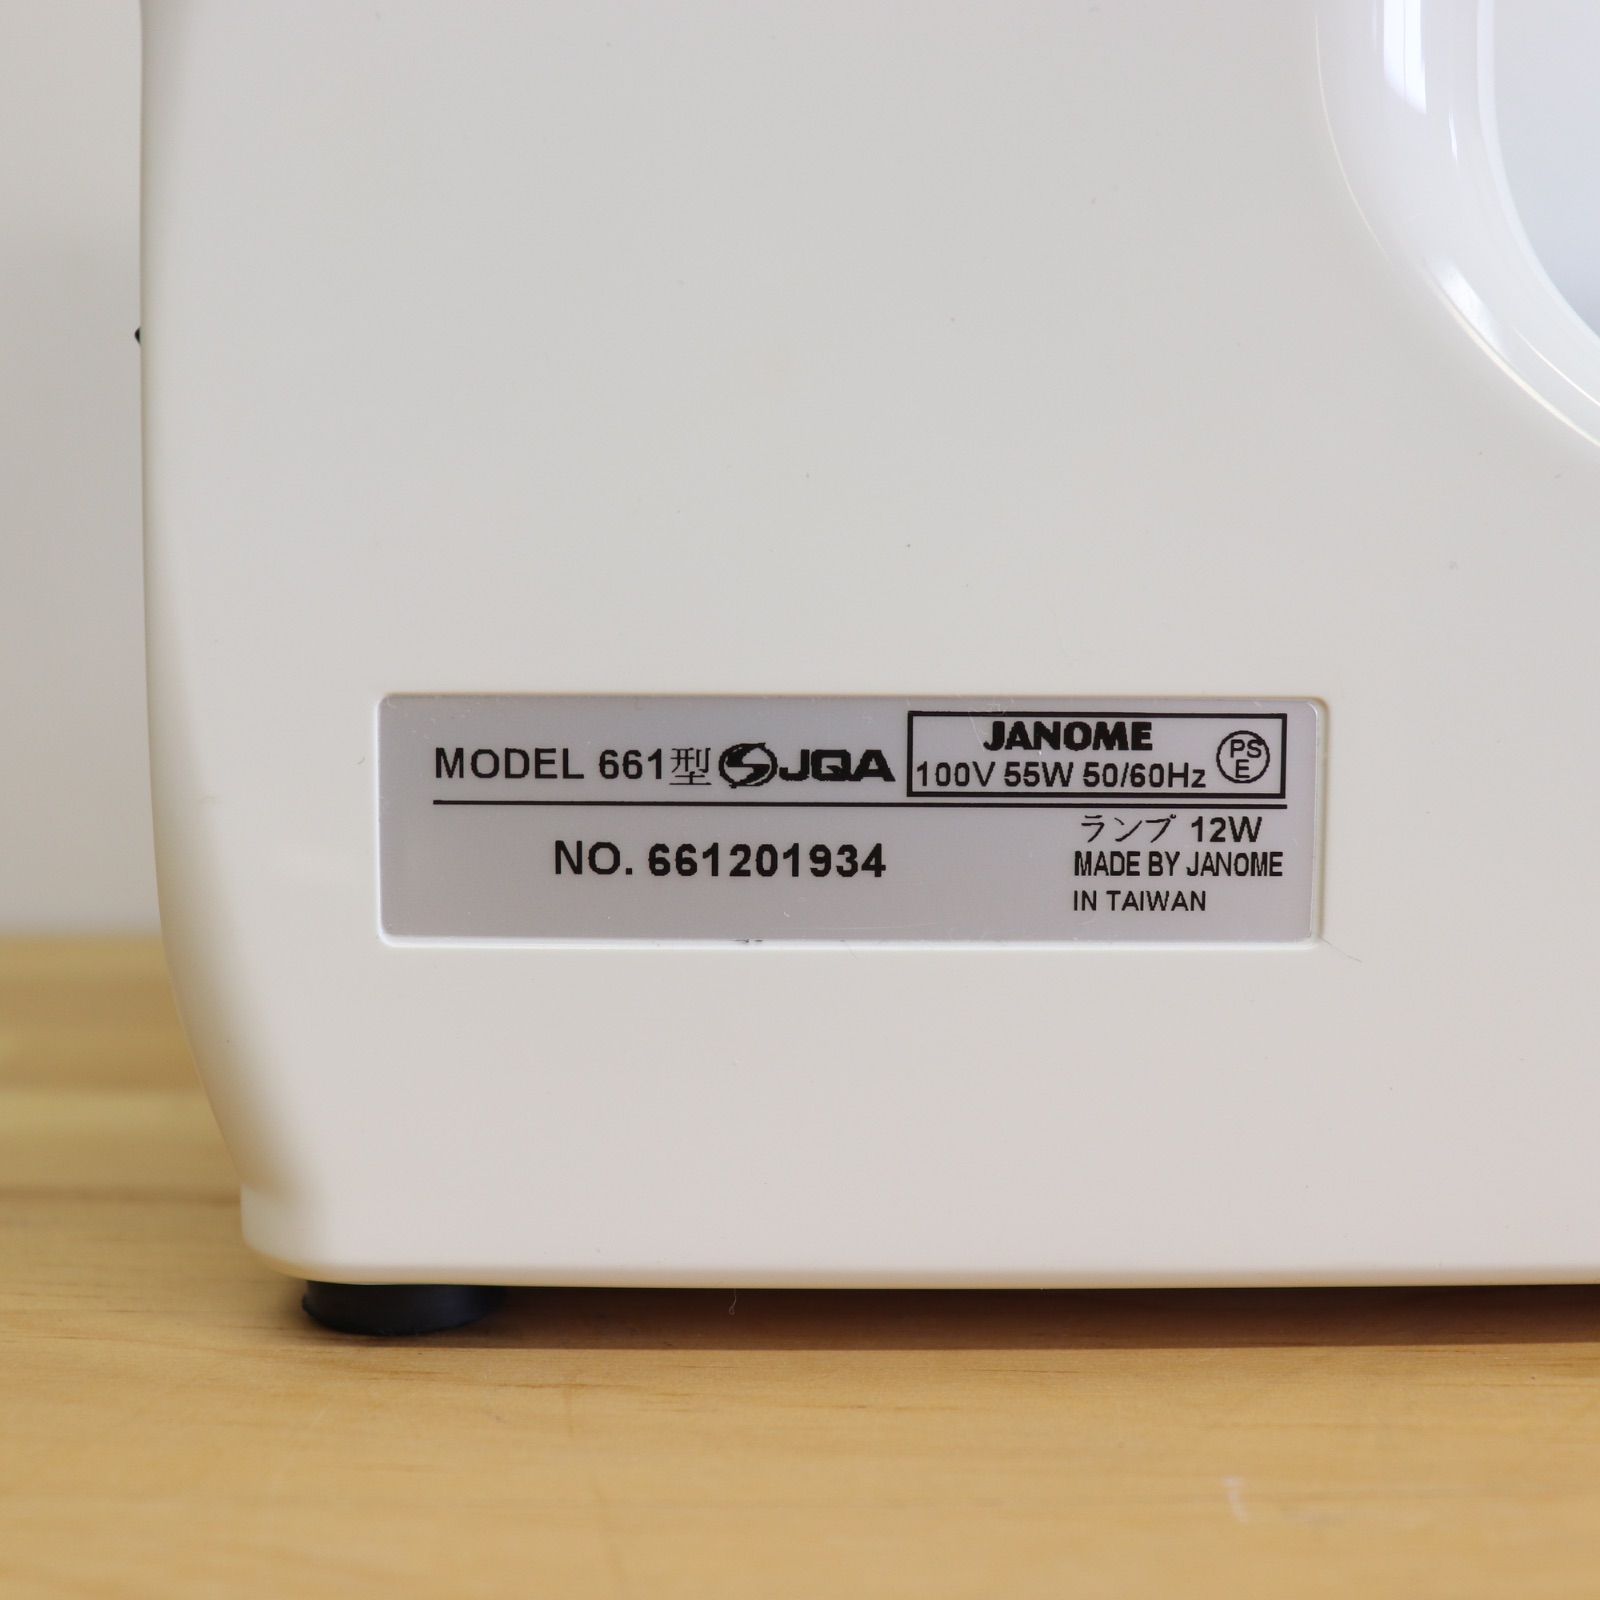 MODEL 661型 JQA
JANOME
100V 55W 50/60Hz
PS
E
NO. 661201934
ランプ 12W
MADE BY JANOME
IN TAIWAN